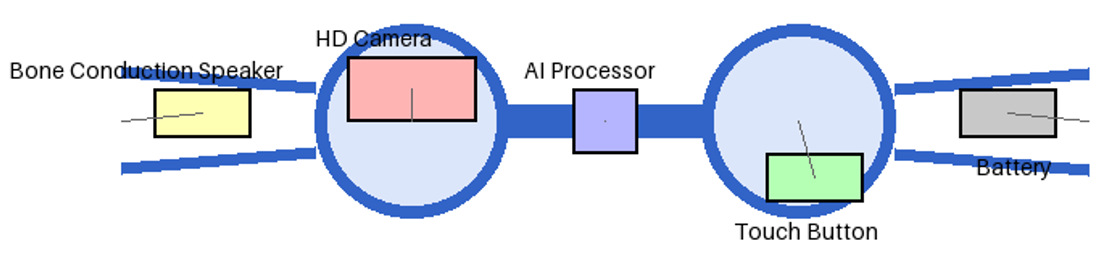 HD Camera
Bone Conduction Speaker
AI Processor
Battery
Touch Button